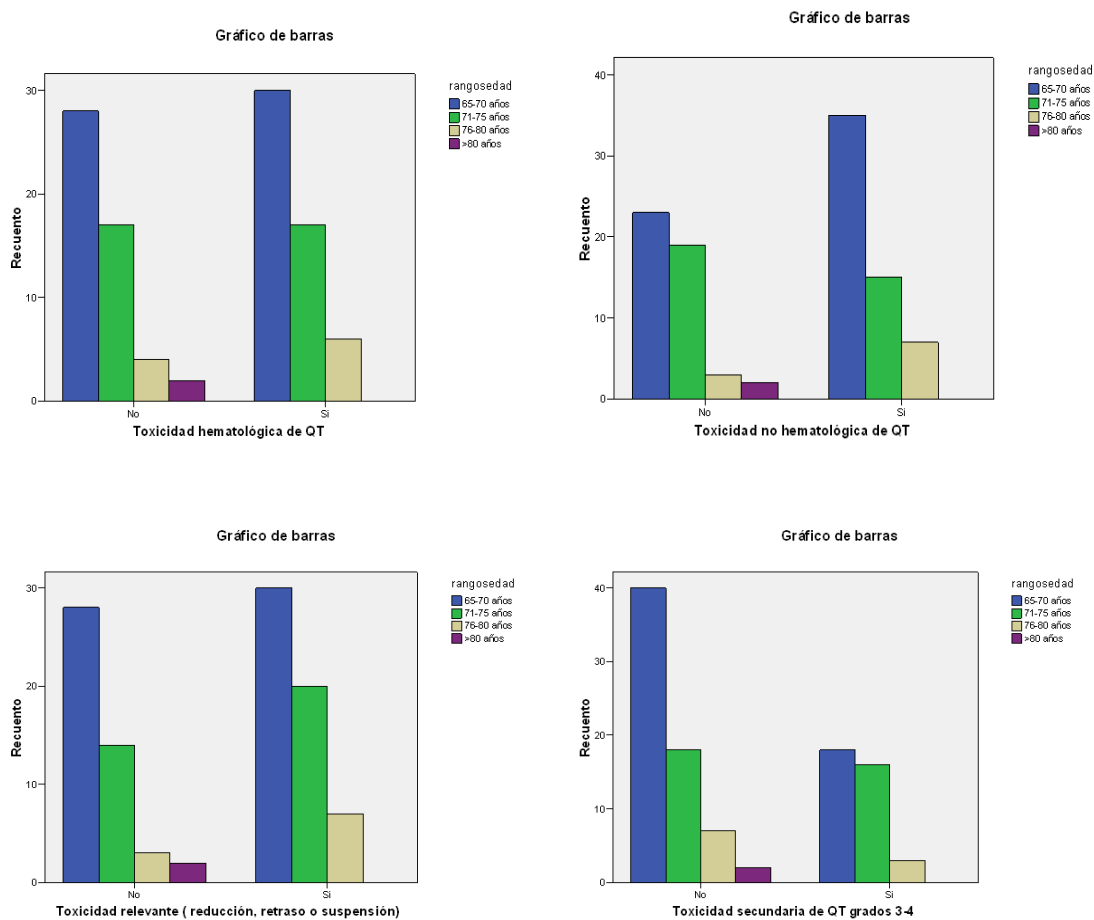 Gráfico de barras
30
20
10
0
Recuento
No
Si
Toxicidad hematológica de QT
rangosedad
65-70 años
71-75 años
76-80 años
>80 años
Gráfico de barras
40
30
20
10
0
Recuento
No
Si
Toxicidad no hematológica de QT
rangosedad
65-70 años
71-75 años
76-80 años
>80 años
Gráfico de barras
30
20
10
0
Recuento
No
Si
Toxicidad relevante ( reducción, retraso o suspensión)
rangosedad
65-70 años
71-75 años
76-80 años
>80 años
Gráfico de barras
40
30
20
10
0
Recuento
No
Si
Toxicidad secundaria de QT grados 3-4
rangosedad
65-70 años
71-75 años
76-80 años
>80 años